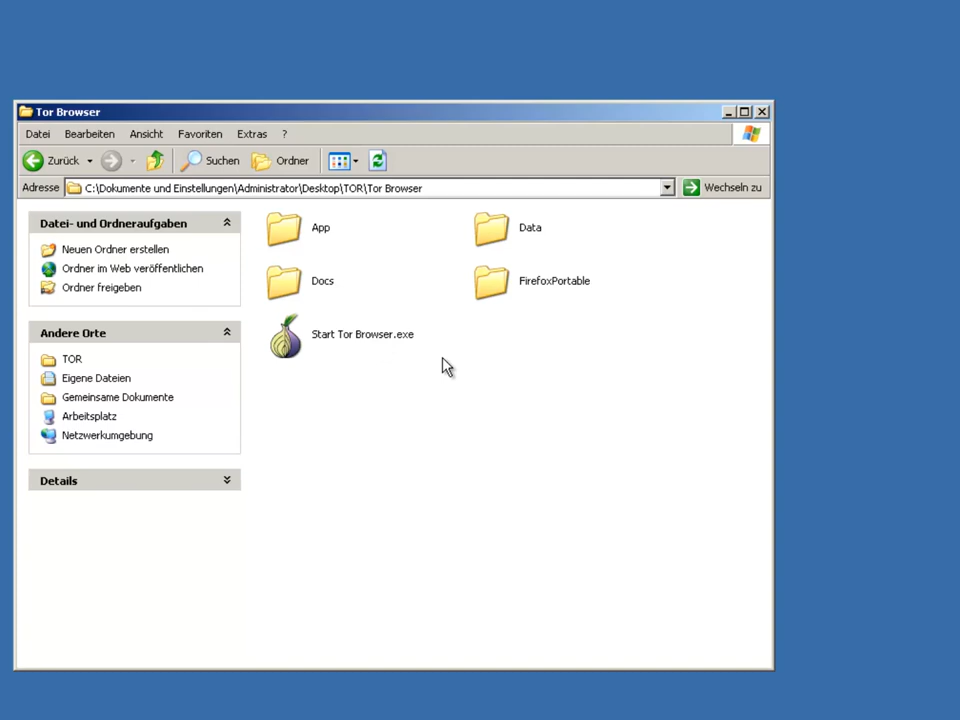 Tor Browser
Datei Bearbeiten Ansicht Favoriten Extras ?
Zurück Suchen Ordner
Adresse C:\Dokumente und Einstellungen\Administrator\Desktop\TOR\Tor Browser Wechseln zu
Datei- und Ordneraufgaben
Neuen Ordner erstellen
Ordner im Web veröffentlichen
Ordner freigeben
Andere Orte
TOR
Eigene Dateien
Gemeinsame Dokumente
Arbeitsplatz
Netzwerkumgebung
Details
App Data
Docs FirefoxPortable
Start Tor Browser.exe